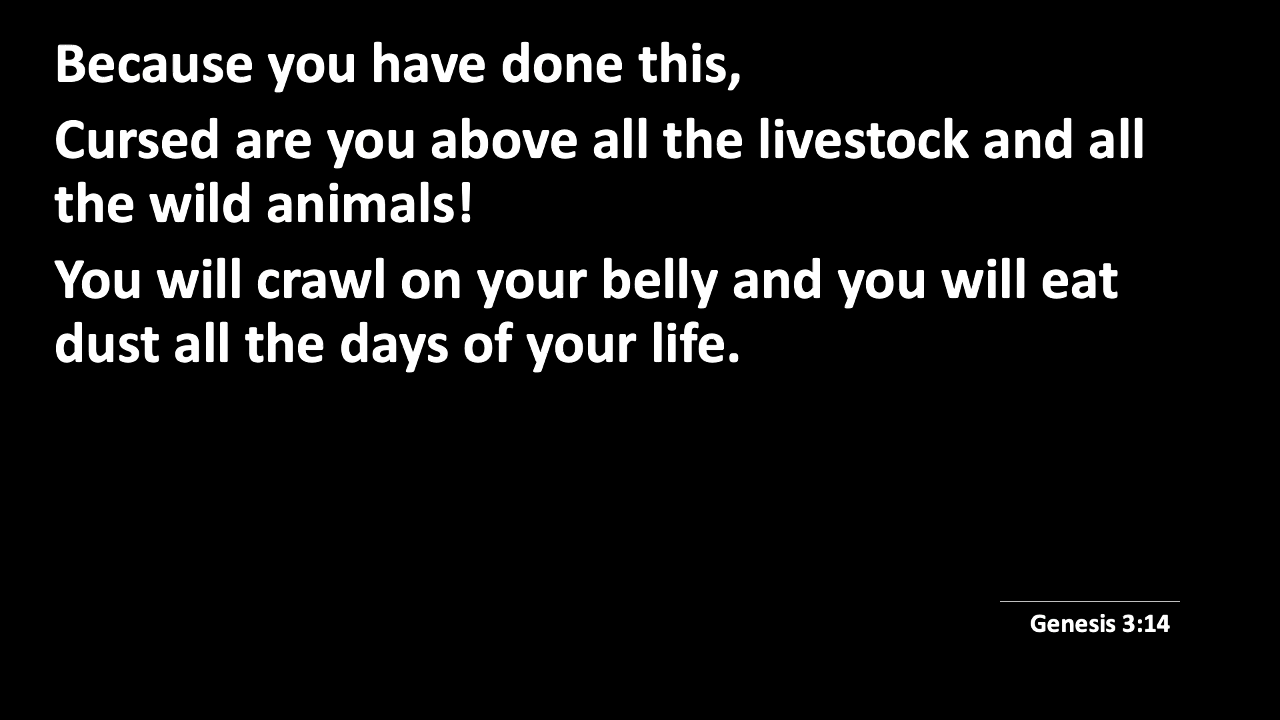 Because you have done this,
Cursed are you above all the livestock and all
the wild animals!
You will crawl on your belly and you will eat
dust all the days of your life.
Genesis 3:14